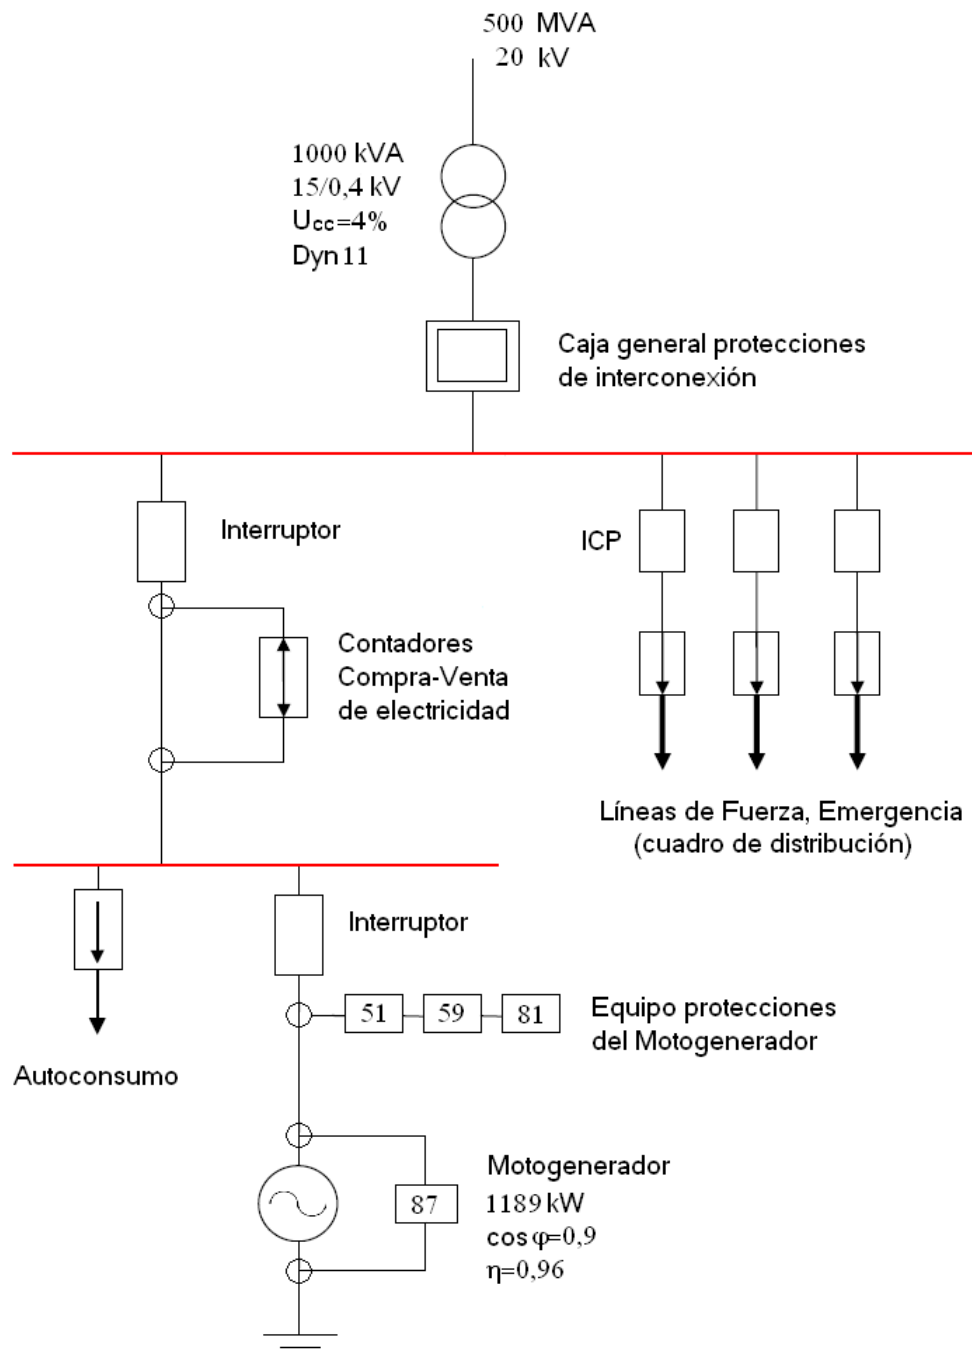 500 MVA
20 kV
1000 kVA
15/0,4 kV
Ucc=4%
Dyn 11
Caja general protecciones
de interconexión
Interruptor
ICP
Contadores
Compra-Venta
de electricidad
Líneas de Fuerza, Emergencia
(cuadro de distribución)
Interruptor
51 59 81
Equipo protecciones
del Motogenerador
Autoconsumo
87
Motogenerador
1189 kW
cos φ=0,9
η=0,96